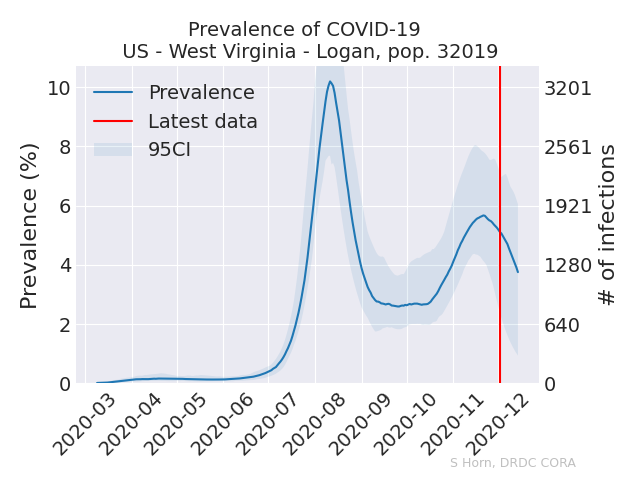 Prevalence of COVID-19
US - West Virginia - Logan, pop. 32019
Prevalence
Latest data
95CI
Prevalence (%)
10
8
6
4
2
0
3201
2561
1921
1280
640
0
# of infections
2020-03
2020-04
2020-05
2020-06
2020-07
2020-08
2020-09
2020-10
2020-11
2020-12
S Horn, DRDC CORA